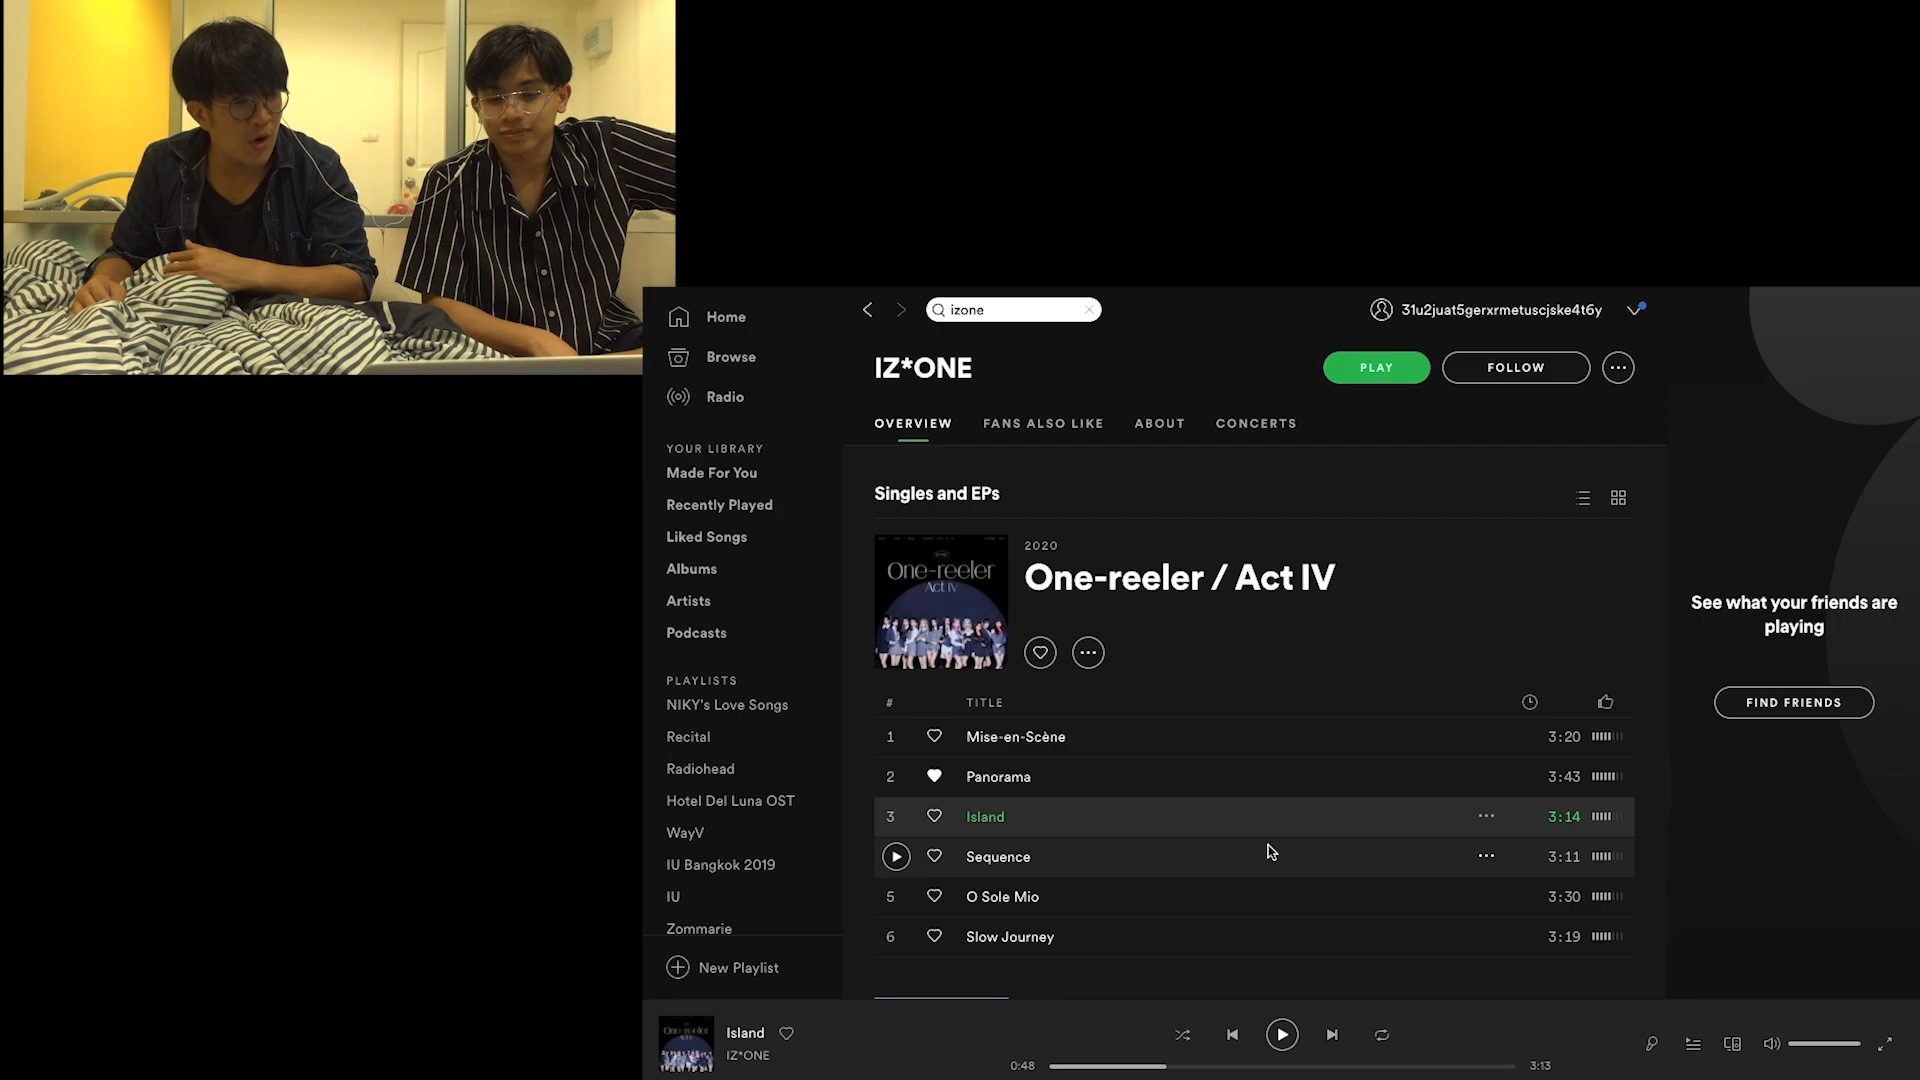 Home
Browse
Radio
YOUR LIBRARY
Made For You
Recently Played
Liked Songs
Albums
Artists
Podcasts
PLAYLISTS
NIKY's Love Songs
Recital
Radiohead
Hotel Del Luna OST
WayV
IU Bangkok 2019
IU
Zommarie
New Playlist
izone
31u2juat5gerxrmetuscjske4t6y
IZ*ONE
PLAY
FOLLOW
OVERVIEW FANS ALSO LIKE ABOUT CONCERTS
Singles and EPs
One-reeler
Act IV
2020
One-reeler / Act IV
# TITLE
1 Mise-en-Scène 3:20
2 Panorama 3:43
3 Island 3:14
Sequence 3:11
5 O Sole Mio 3:30
6 Slow Journey 3:19
See what your friends are
playing
FIND FRIENDS
One-reeler
Island
IZ*ONE
0:48 3:13